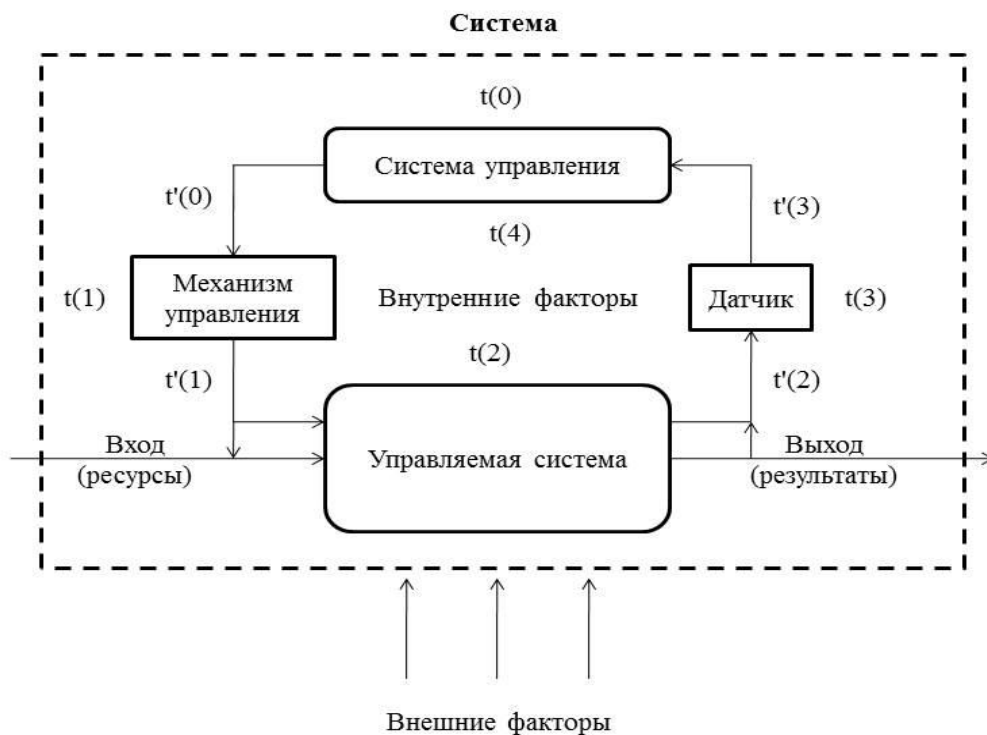 Система
t(0)
Система управления
t'(0)
t'(3)
t(4)
t(1)
Механизм
управления
Внутренние факторы
Датчик
t(3)
t(2)
t'(1)
t'(2)
Вход
(ресурсы)
Управляемая система
Выход
(результаты)
Внешние факторы